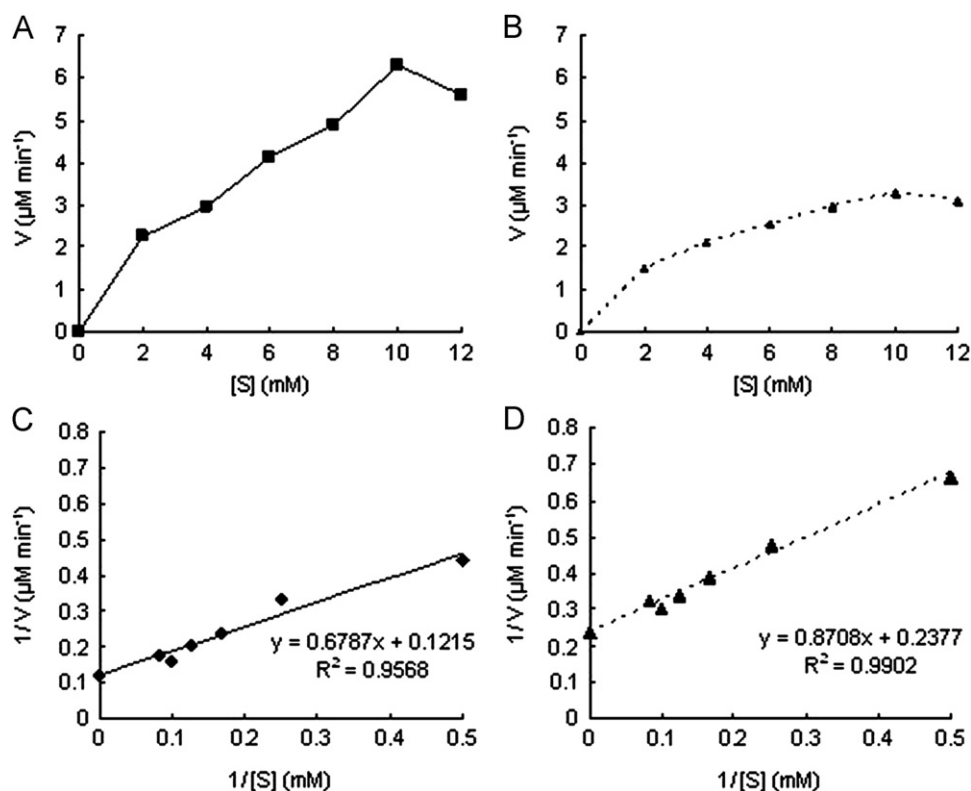 A
B
7
6
5
4
3
2
1
0
V (µM min⁻¹)
0 2 4 6 8 10 12
[S] (mM)
7
6
5
4
3
2
1
0
V (µM min⁻¹)
0 2 4 6 8 10 12
[S] (mM)
C
D
0.8
0.7
0.6
0.5
0.4
0.3
0.2
0.1
0
1/V (µM min⁻¹)
y = 0.6787x + 0.1215
R² = 0.9568
0 0.1 0.2 0.3 0.4 0.5
1/[S] (mM)
0.8
0.7
0.6
0.5
0.4
0.3
0.2
0.1
0
1/V (µM min⁻¹)
y = 0.8708x + 0.2377
R² = 0.9902
0 0.1 0.2 0.3 0.4 0.5
1/[S] (mM)